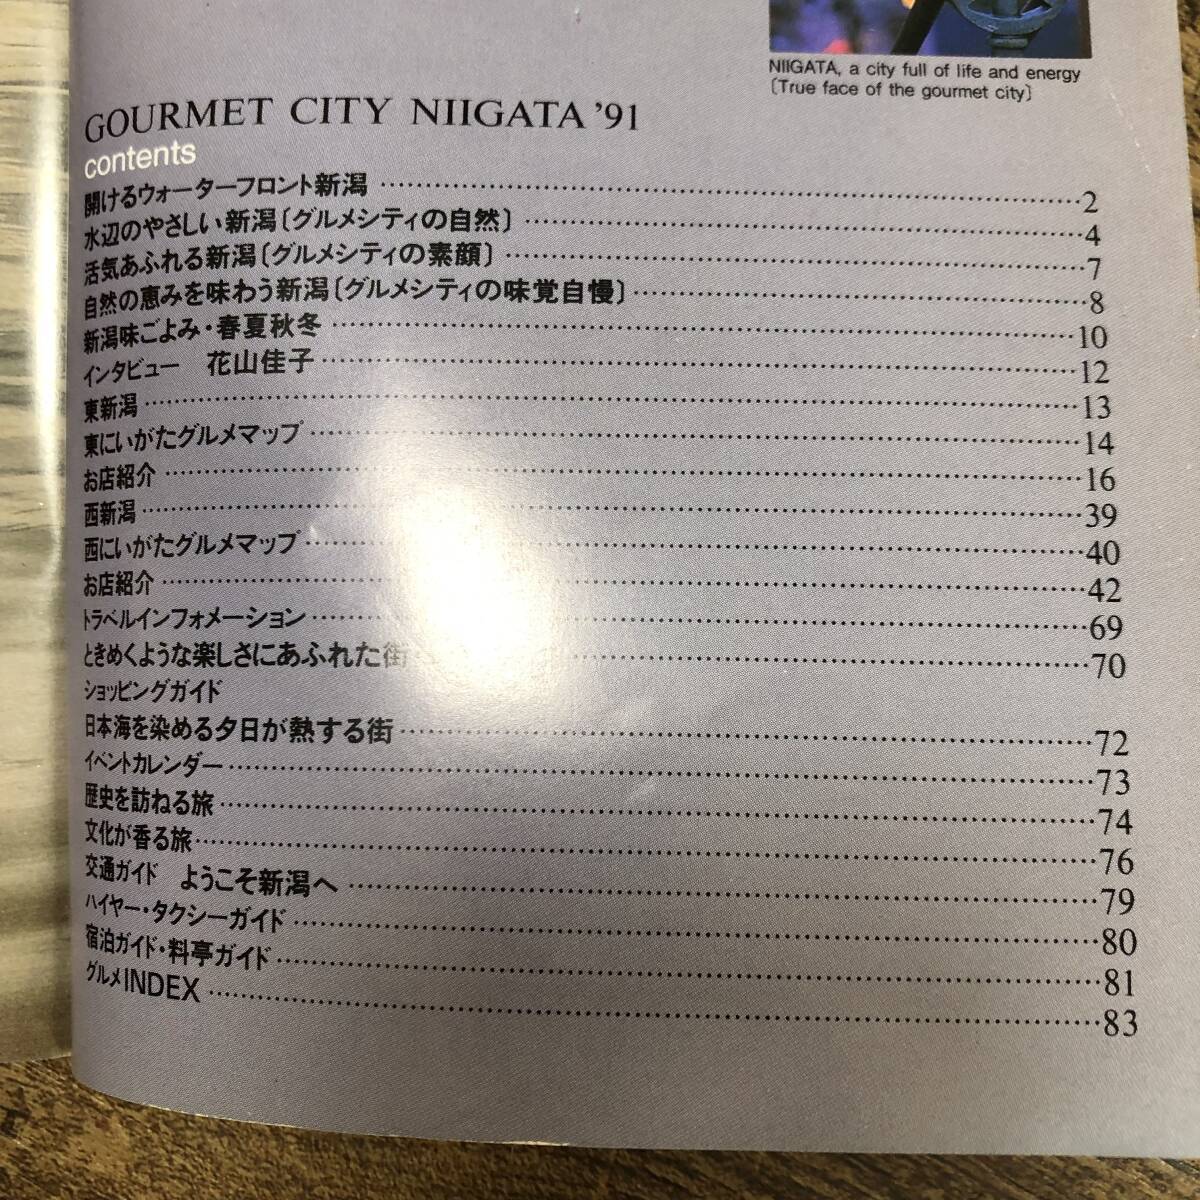 NIIGATA, a city full of life and energy
〔True face of the gourmet city〕
GOURMET CITY NIIGATA '91
contents
開けるウォーターフロント新潟 2
水辺のやさしい新潟〔グルメシティの自然〕 4
活気あふれる新潟〔グルメシティの素顔〕 7
自然の恵みを味わう新潟〔グルメシティの味覚自慢〕 8
新潟味ごよみ・春夏秋冬 10
インタビュー 花山佳子 12
東新潟 13
東にいがたグルメマップ 14
お店紹介 16
西新潟 39
西にいがたグルメマップ 40
お店紹介 42
トラベルインフォメーション 69
ときめくような楽しさにあふれた街 70
ショッピングガイド
日本海を染める夕日が熱する街 72
イベントカレンダー 73
歴史を訪ねる旅 74
文化が香る旅 76
交通ガイド ようこそ新潟へ 79
ハイヤー・タクシーガイド 80
宿泊ガイド・料亭ガイド 81
グルメINDEX 83